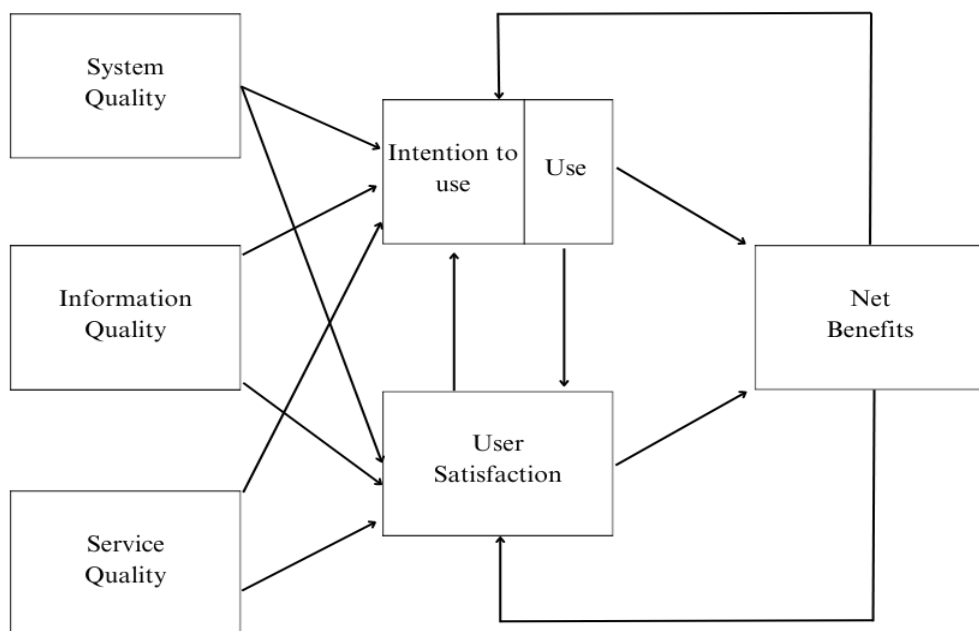 System
Quality
Intention to
use
Use
Information
Quality
Net
Benefits
User
Satisfaction
Service
Quality